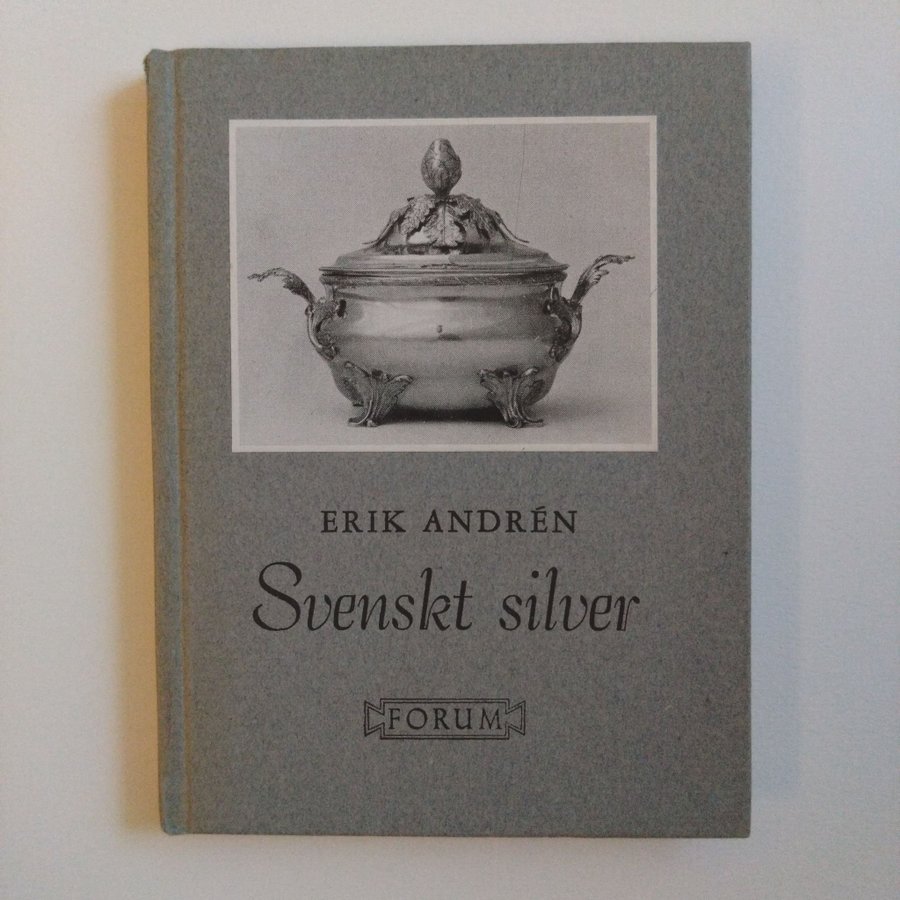 ERIK ANDRÉN
Svenskt silver
FORUM